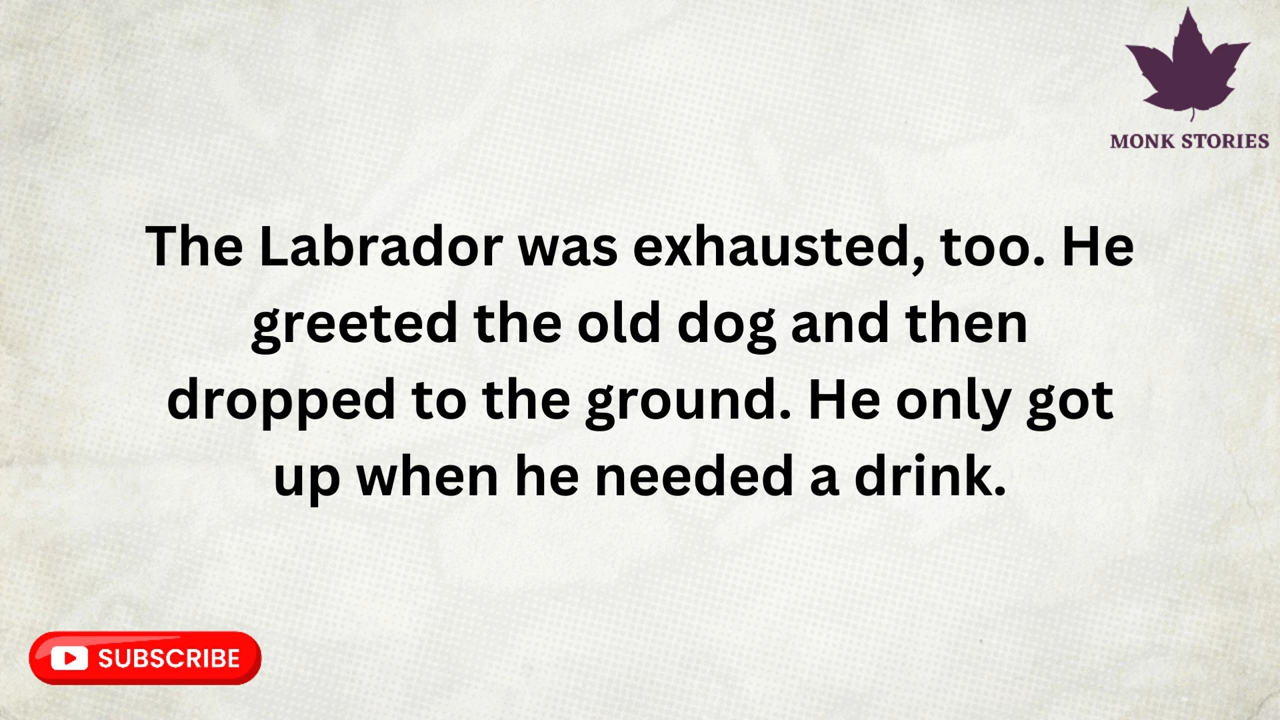 MONK STORIES
The Labrador was exhausted, too. He
greeted the old dog and then
dropped to the ground. He only got
up when he needed a drink.
SUBSCRIBE